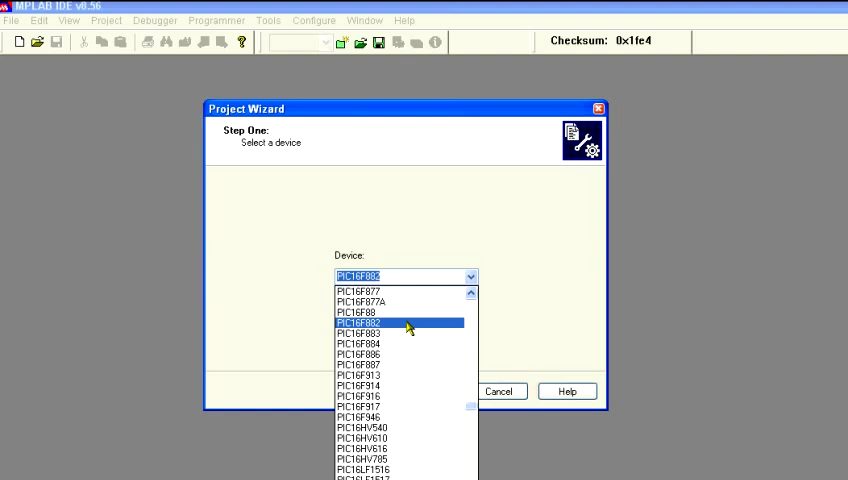 MPLAB IDE v8.56
File Edit View Project Debugger Programmer Tools Configure Window Help
Checksum: 0x1fe4
Project Wizard
Step One:
Select a device
Device:
PIC16F882
PIC16F877
PIC16F877A
PIC16F88
PIC16F882
PIC16F883
PIC16F884
PIC16F886
PIC16F887
PIC16F913
PIC16F914
PIC16F916
PIC16F917
PIC16F946
PIC16HV540
PIC16HV610
PIC16HV616
PIC16HV785
PIC16LF1516
PIC16LF1517
Cancel Help